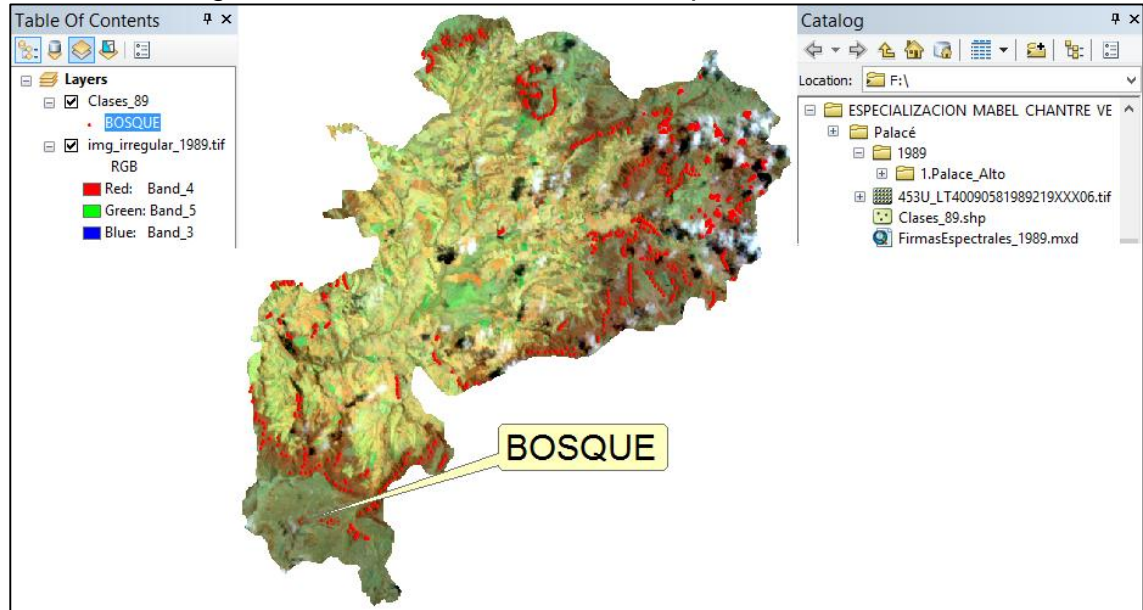 Table Of Contents
Layers
Clases_89
BOSQUE
img_irregular_1989.tif
RGB
Red: Band_4
Green: Band_5
Blue: Band_3
BOSQUE
Catalog
Location: F:\
ESPECIALIZACION MABEL CHANTRE VE
Palacé
1989
1.Palace_Alto
453U_LT40090581989219XXX06.tif
Clases_89.shp
FirmasEspectrales_1989.mxd